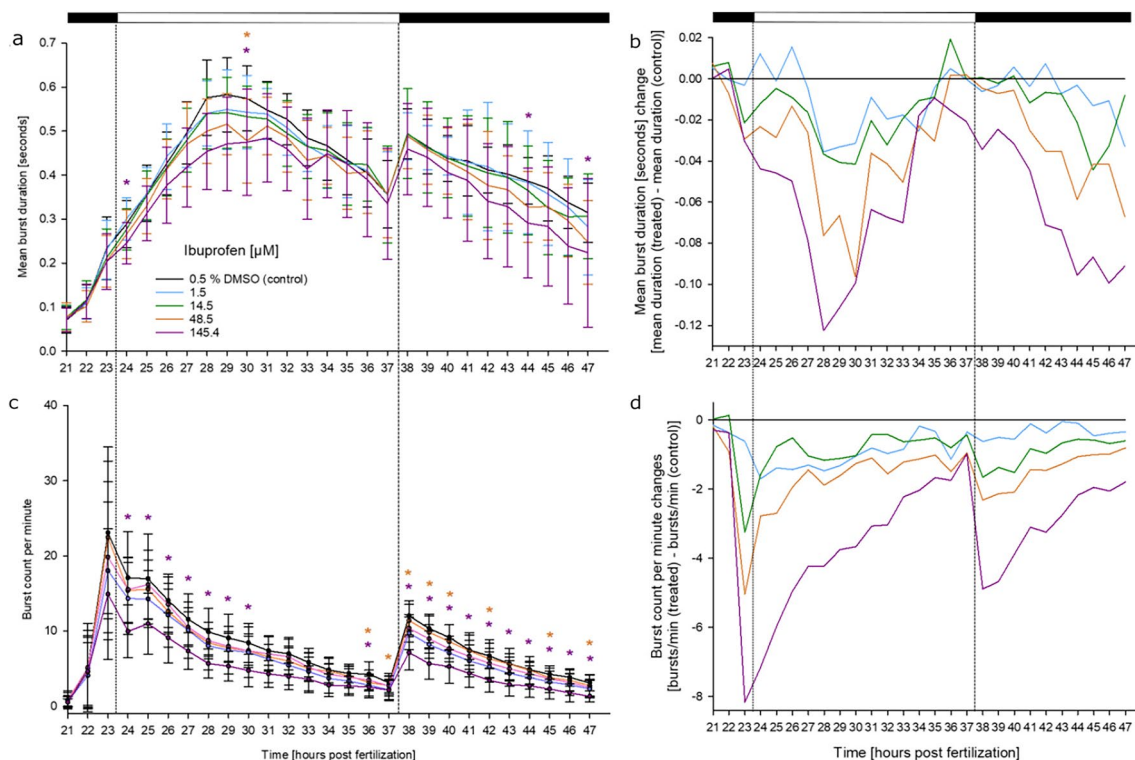 a
Mean burst duration [seconds]
0.7
0.6
0.5
0.4
0.3
0.2
0.1
0.0
* * * * *
Ibuprofen [µM]
0.5 % DMSO (control)
1.5
14.5
48.5
145.4
21 22 23 24 25 26 27 28 29 30 31 32 33 34 35 36 37 38 39 40 41 42 43 44 45 46 47
b
Mean burst duration [seconds] change
[mean duration (treated) - mean duration (control)]
0.02
0.00
-0.02
-0.04
-0.06
-0.08
-0.10
-0.12
21 22 23 24 25 26 27 28 29 30 31 32 33 34 35 36 37 38 39 40 41 42 43 44 45 46 47
c
Burst count per minute
40
30
20
10
0
* * * * * * *
* * *
* * * * * *
* * * * * * * * * *
21 22 23 24 25 26 27 28 29 30 31 32 33 34 35 36 37 38 39 40 41 42 43 44 45 46 47
Time [hours post fertilization]
d
Burst count per minute changes
[bursts/min (treated) - bursts/min (control)]
0
-2
-4
-6
-8
21 22 23 24 25 26 27 28 29 30 31 32 33 34 35 36 37 38 39 40 41 42 43 44 45 46 47
Time [hours post fertilization]